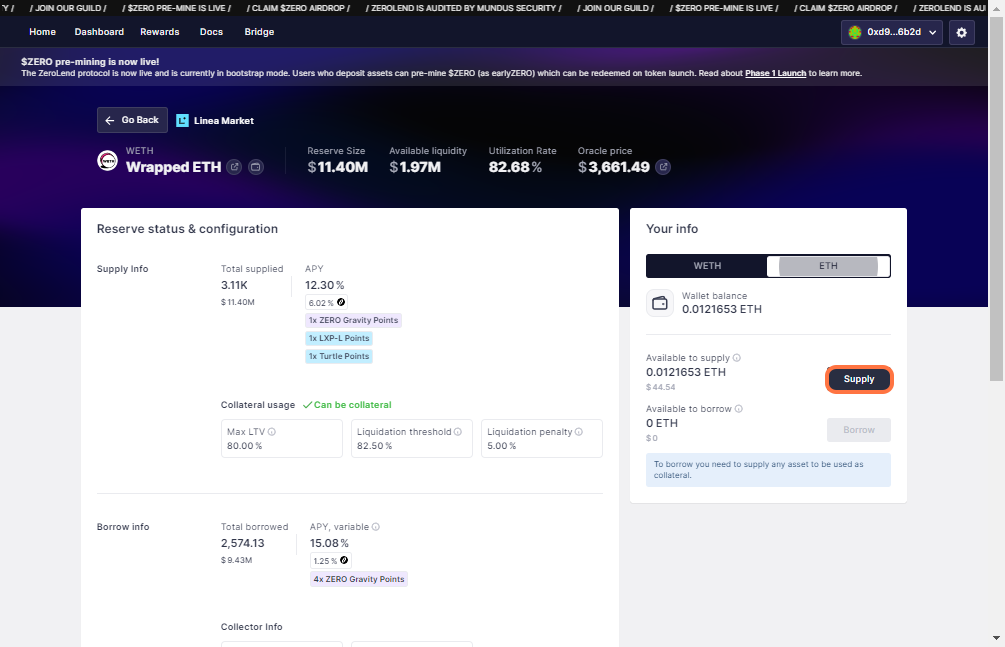 Y / / JOIN OUR GUILD / / $ZERO PRE-MINE IS LIVE / / CLAIM $ZERO AIRDROP / / ZEROLEND IS AUDITED BY MUNDUS SECURITY / / JOIN OUR GUILD / / $ZERO PRE-MINE IS LIVE / / CLAIM $ZERO AIRDROP / / ZEROLEND IS AU
Home Dashboard Rewards Docs Bridge 0xd9...6b2d
$ZERO pre-mining is now live!
The ZeroLend protocol is now live and is currently in bootstrap mode. Users who deposit assets can pre-mine $ZERO (as earlyZERO) which can be redeemed on token launch. Read about Phase 1 Launch to learn more.
Go Back Linea Market
WETH
Wrapped ETH
Reserve Size Available liquidity Utilization Rate Oracle price
$11.40M $1.97M 82.68% $3,661.49
Reserve status & configuration
Supply Info
Total supplied APY
3.11K 12.30%
$11.40M 6.02%
1x ZERO Gravity Points
1x LXP-L Points
1x Turtle Points
Collateral usage Can be collateral
Max LTV Liquidation threshold Liquidation penalty
80.00% 82.50% 5.00%
Borrow info
Total borrowed APY, variable
2,574.13 15.08%
$9.43M 1.25%
4x ZERO Gravity Points
Collector Info
Your info
WETH ETH
Wallet balance
0.0121653 ETH
Available to supply
0.0121653 ETH
$44.54
Supply
Available to borrow
0 ETH
$0
Borrow
To borrow you need to supply any asset to be used as
collateral.